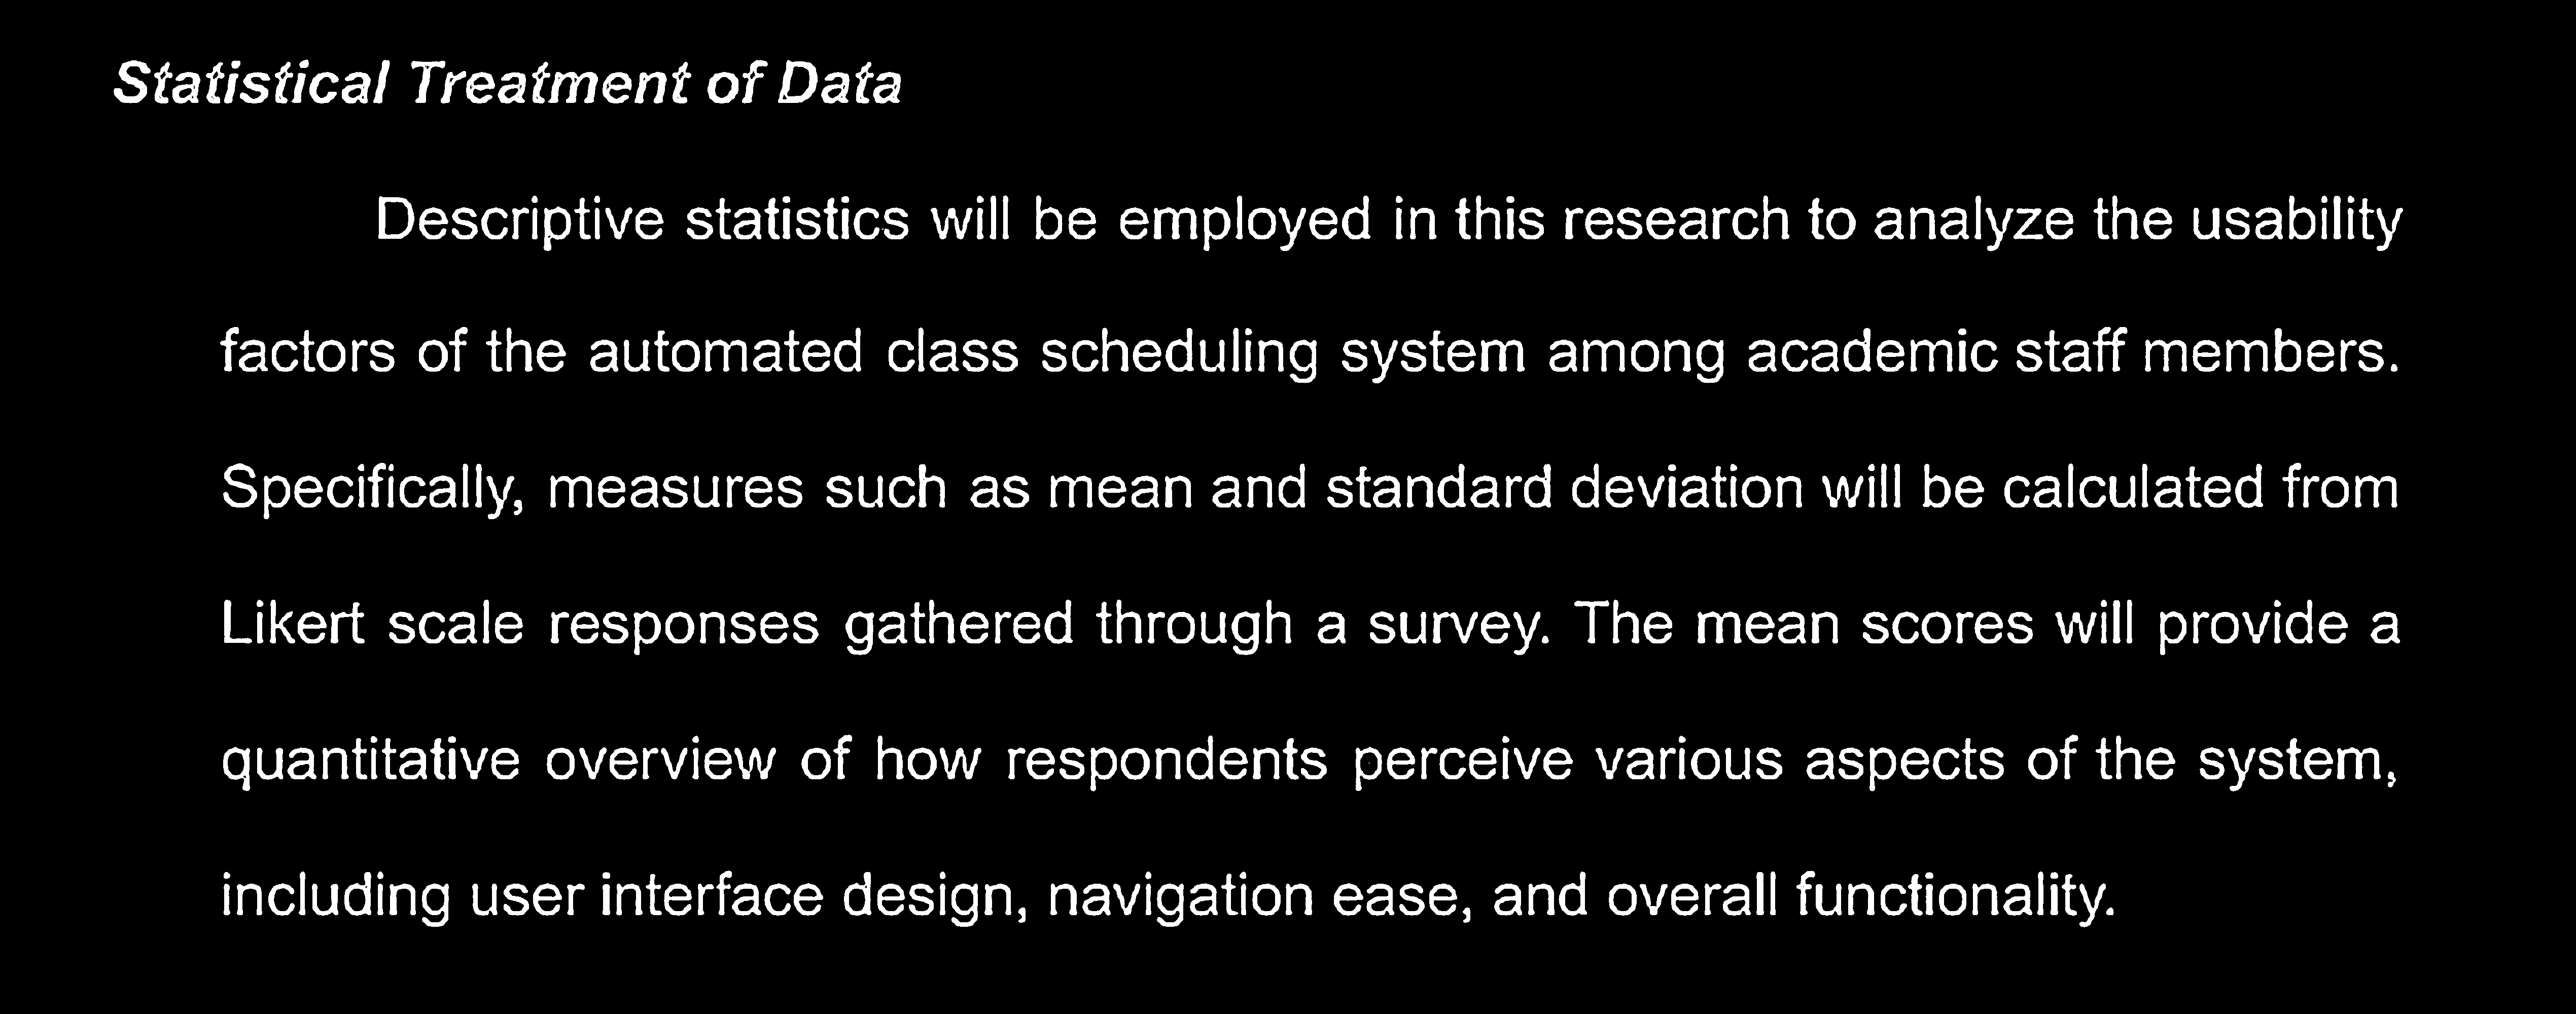 Statistical Treatment of Data
Descriptive statistics will be employed in this research to analyze the usability
factors of the automated class scheduling system among academic staff members.
Specifically, measures such as mean and standard deviation will be calculated from
Likert scale responses gathered through a survey. The mean scores will provide a
quantitative overview of how respondents perceive various aspects of the system,
including user interface design, navigation ease, and overall functionality.